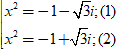 x² = −1−√3i; (1)
x² = −1+√3i; (2)